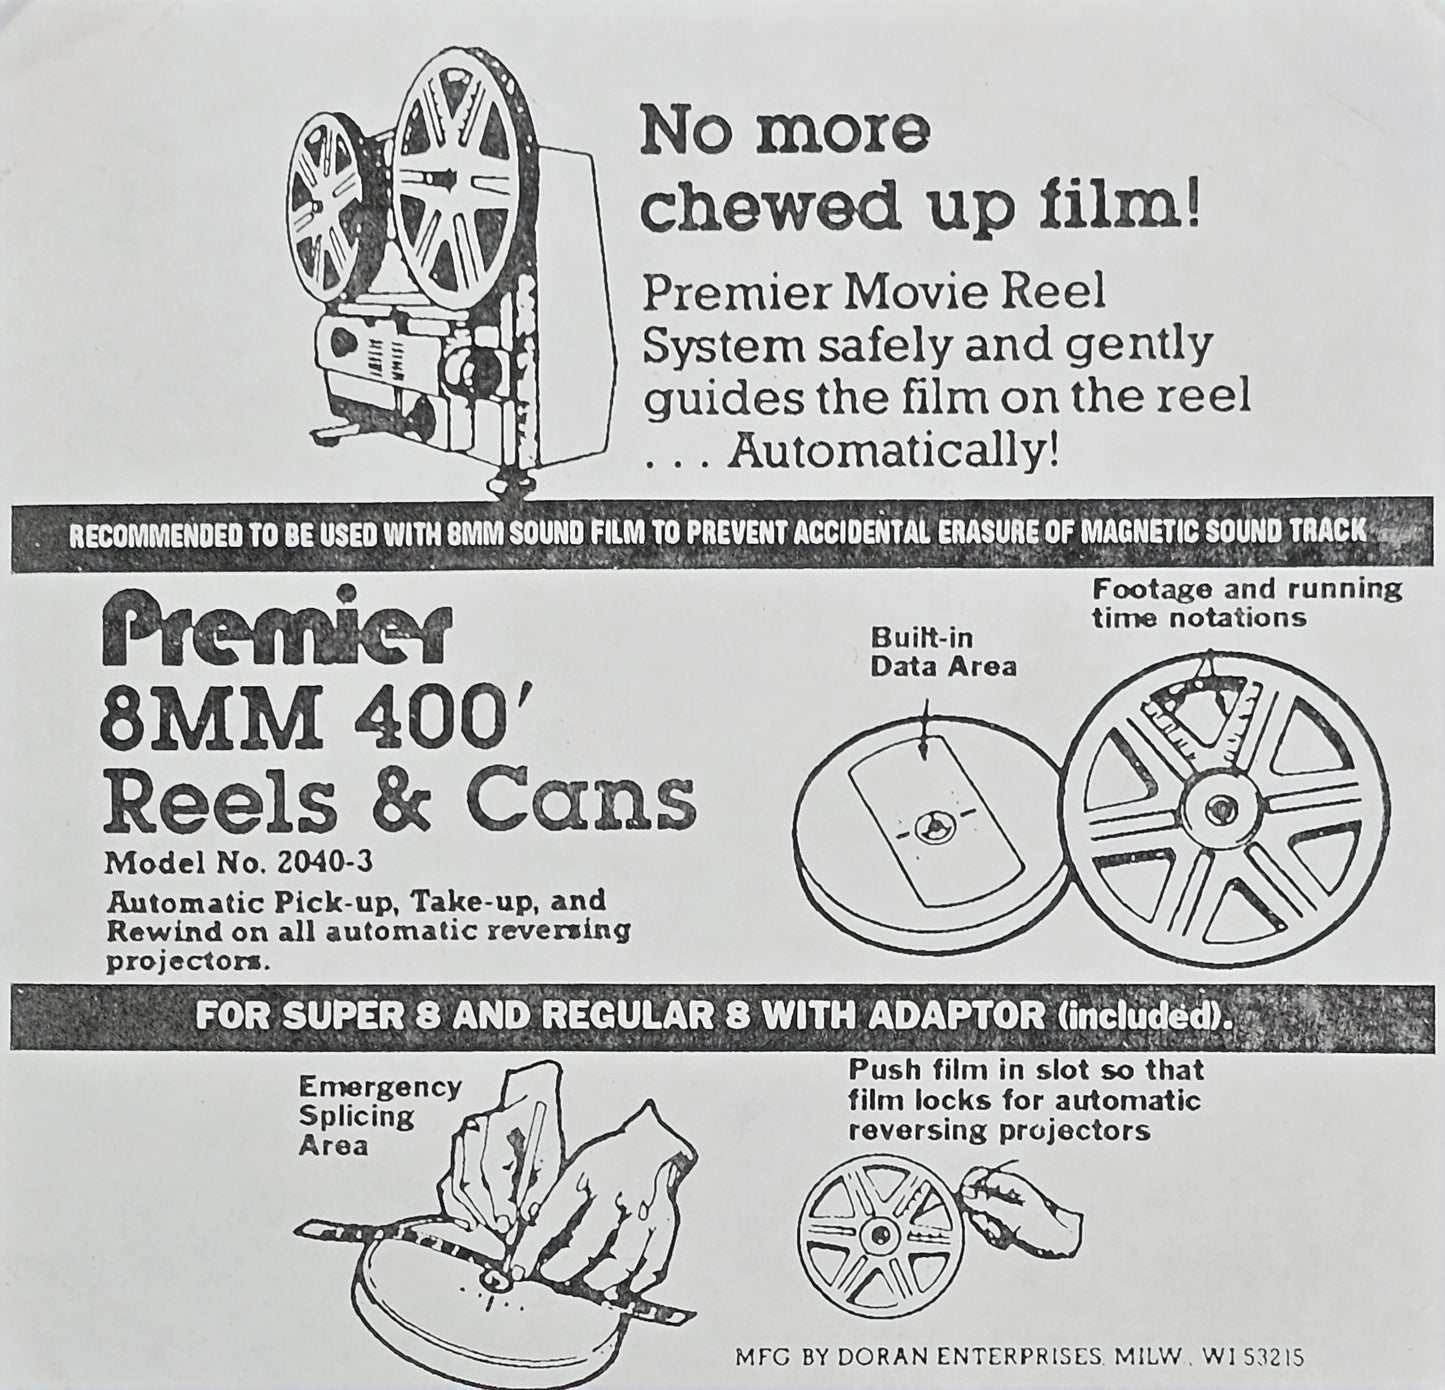 No more
chewed up film!
Premier Movie Reel
System safely and gently
guides the film on the reel
. . . Automatically!
RECOMMENDED TO BE USED WITH 8MM SOUND FILM TO PREVENT ACCIDENTAL ERASURE OF MAGNETIC SOUND TRACK
Premier
8MM 400'
Reels & Cans
Model No. 2040-3
Automatic Pick-up, Take-up, and
Rewind on all automatic reversing
projectors.
Built-in
Data Area
Footage and running
time notations
FOR SUPER 8 AND REGULAR 8 WITH ADAPTOR (included).
Emergency
Splicing
Area
Push film in slot so that
film locks for automatic
reversing projectors
MFG BY DORAN ENTERPRISES, MILW., WI 53215